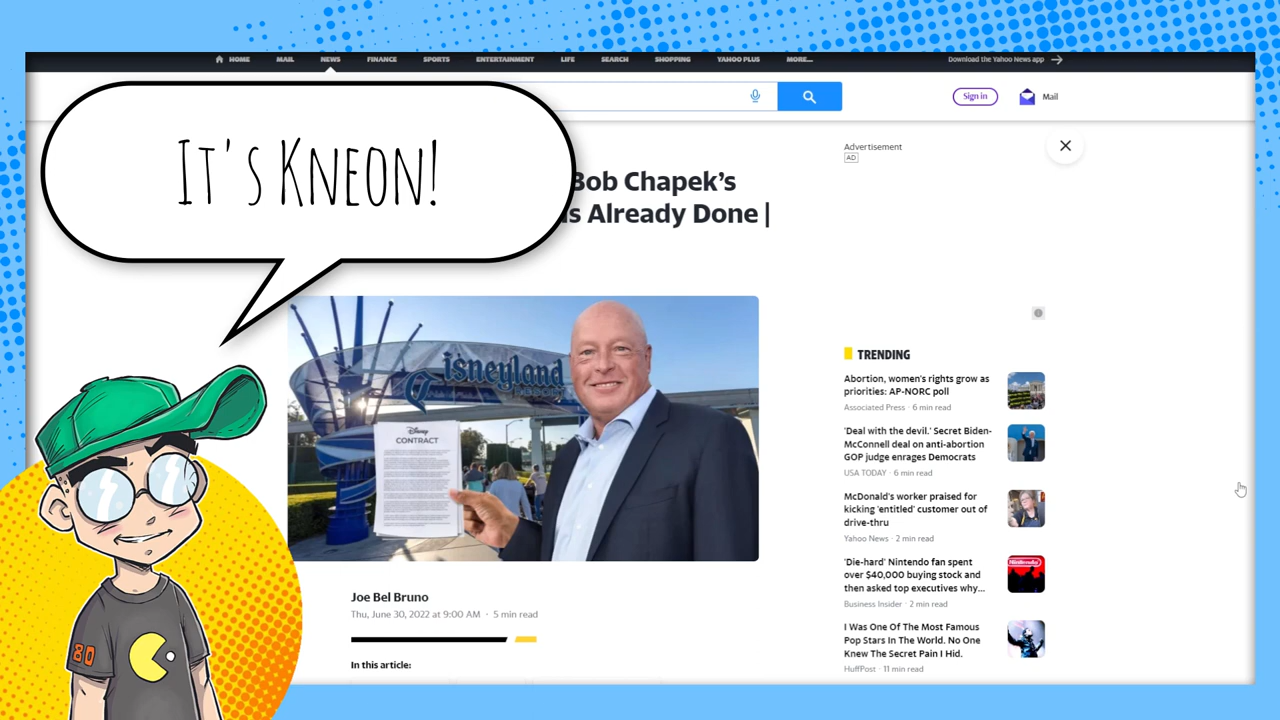 HOME MAIL NEWS FINANCE SPORTS ENTERTAINMENT LIFE SEARCH SHOPPING YAHOO PLUS MORE... Download the Yahoo News app
Sign in Mail
It's Kneon!
Bob Chapek's
s Already Done |
Advertisement
AD
isneyland
RESORT
Disney
CONTRACT
80
Joe Bel Bruno
Thu, June 30, 2022 at 9:00 AM · 5 min read
In this article:
TRENDING
Abortion, women's rights grow as
priorities: AP-NORC poll
Associated Press · 6 min read
'Deal with the devil.' Secret Biden-
McConnell deal on anti-abortion
GOP judge enrages Democrats
USA TODAY · 6 min read
McDonald's worker praised for
kicking 'entitled' customer out of
drive-thru
Yahoo News · 2 min read
'Die-hard' Nintendo fan spent
over $40,000 buying stock and
then asked top executives why...
Business Insider · 2 min read
Nintendo
I Was One Of The Most Famous
Pop Stars In The World. No One
Knew The Secret Pain I Hid.
HuffPost · 11 min read